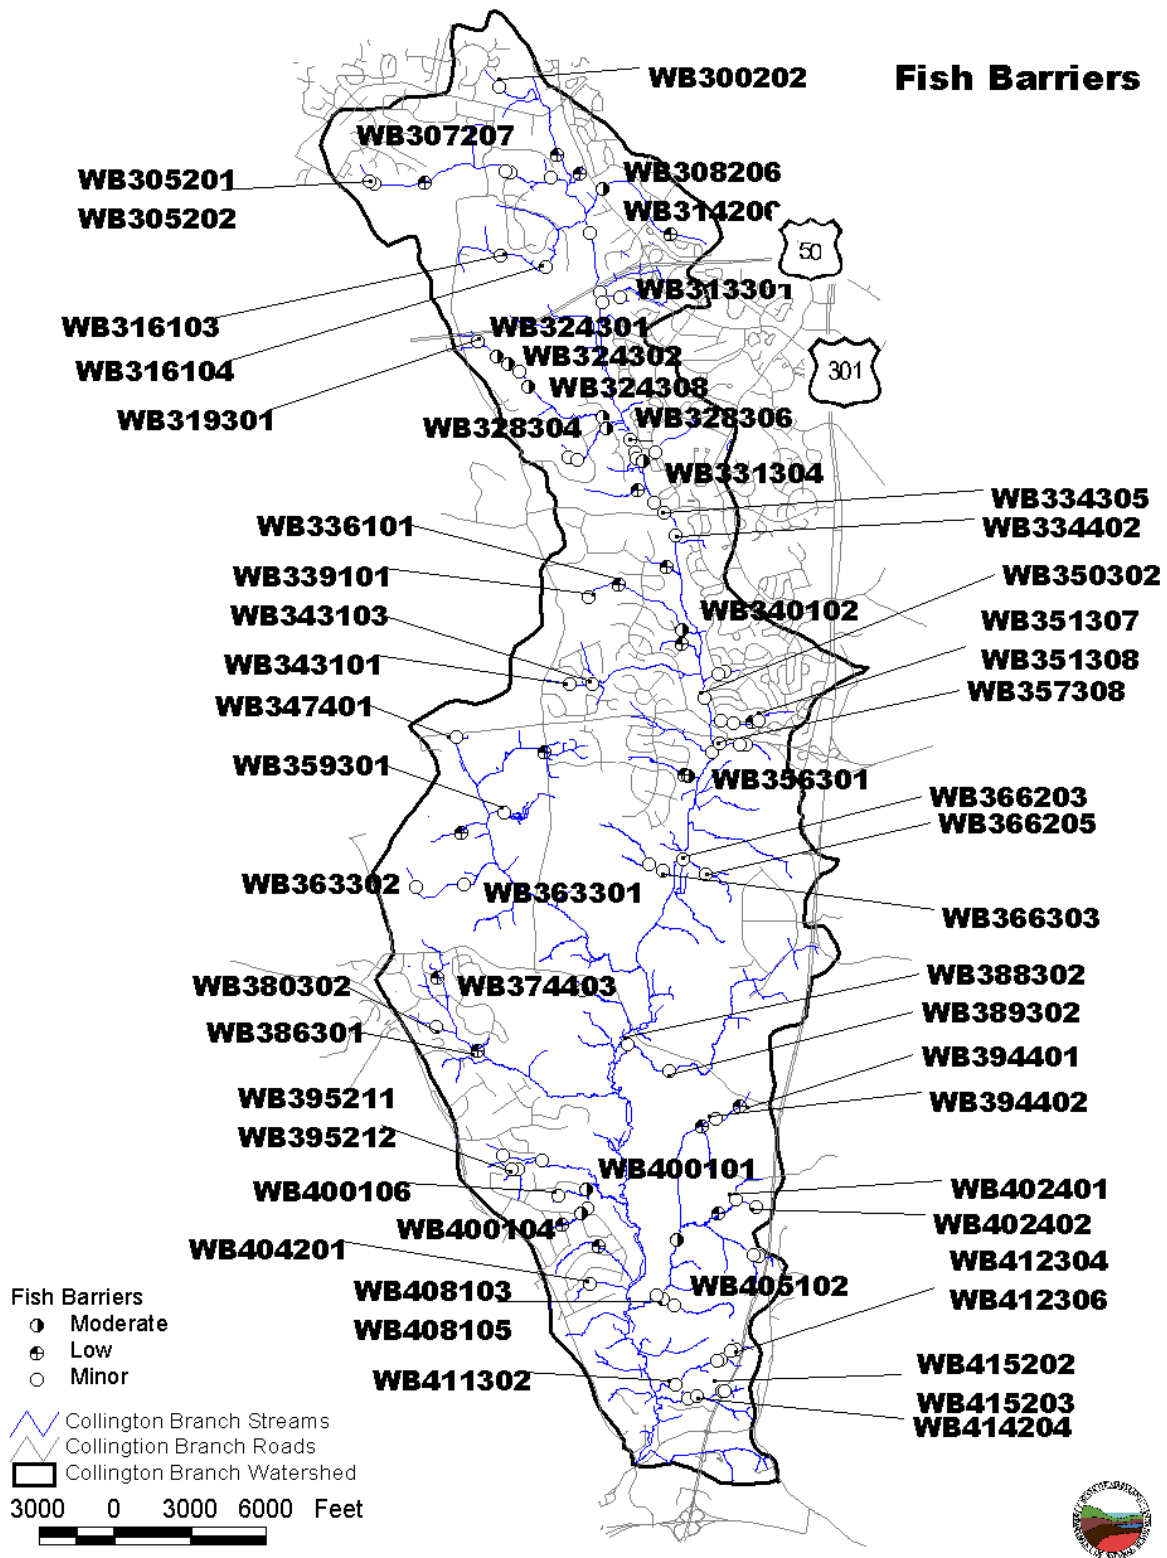 WB300202
Fish Barriers
WB307207
WB305201
WB308206
WB305202
WB314206
50
WB313301
WB316103
WB324301
WB324302
WB316104
301
WB324308
WB319301
WB328304
WB328306
WB331304
WB334305
WB336101
WB334402
WB339101
WB350302
WB343103
WB340102
WB351307
WB343101
WB351308
WB357308
WB347401
WB359301
WB356301
WB366203
WB366205
WB363302
WB363301
WB366303
WB380302
WB374403
WB388302
WB386301
WB389302
WB394401
WB395211
WB394402
WB395212
WB400101
WB400106
WB402401
WB400104
WB402402
WB404201
WB412304
WB408103
WB405102
WB412306
WB408105
WB411302
WB415202
WB415203
WB414204
Fish Barriers
Moderate
Low
Minor
Collington Branch Streams
Collingtion Branch Roads
Collington Branch Watershed
3000 0 3000 6000 Feet